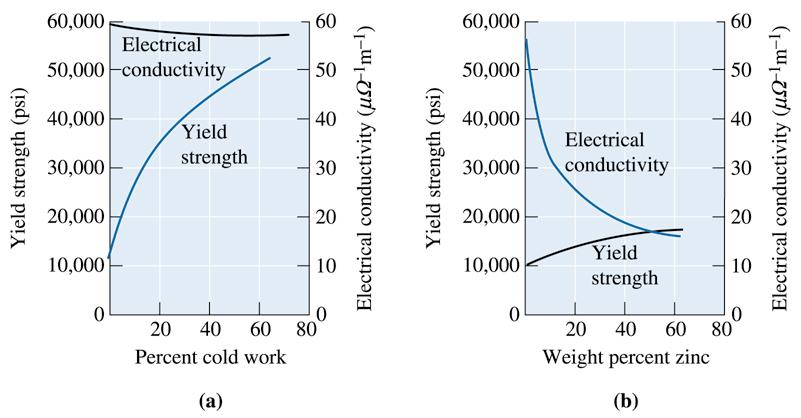 60,000
50,000
40,000
30,000
20,000
10,000
0
Yield strength (psi)
Electrical
conductivity
Yield
strength
60
50
40
30
20
10
0
Electrical conductivity (μΩ⁻¹m⁻¹)
20 40 60 80
Percent cold work
(a)
60,000
50,000
40,000
30,000
20,000
10,000
0
Yield strength (psi)
Electrical
conductivity
Yield
strength
60
50
40
30
20
10
0
Electrical conductivity (μΩ⁻¹m⁻¹)
20 40 60 80
Weight percent zinc
(b)